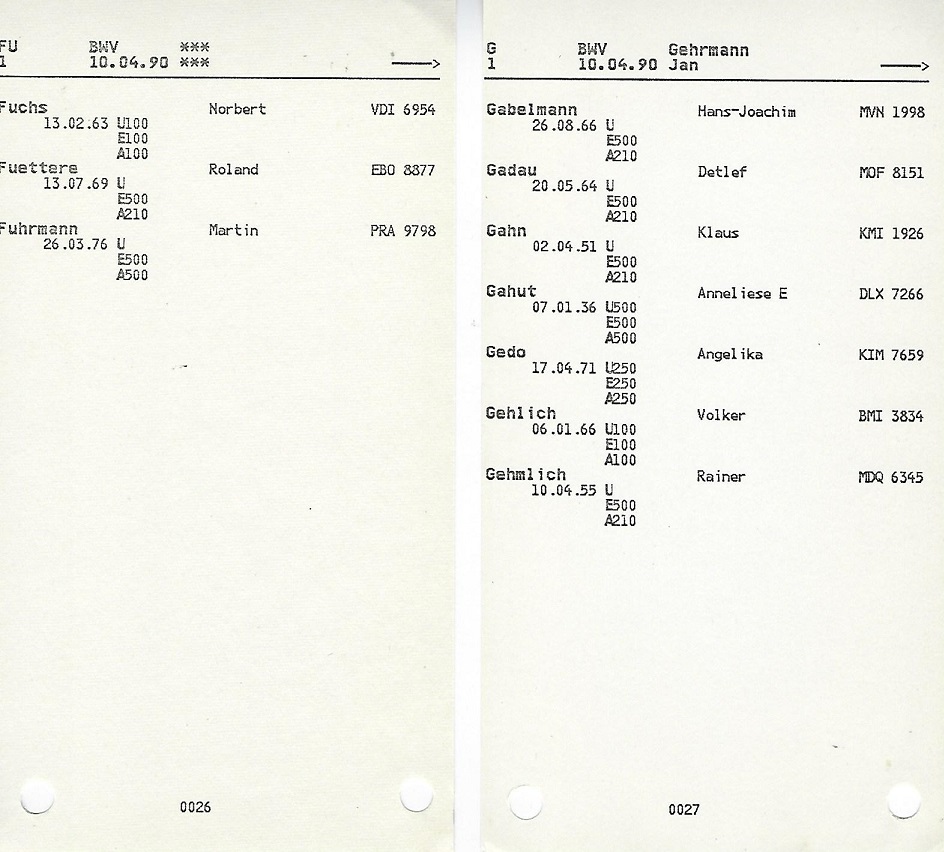 FU BWV ***
1 10.04.90 *** ---->
Fuchs Norbert VDI 6954
13.02.63 U100
E100
A100
Fuettere Roland EBO 8877
13.07.69 U
E500
A210
Fuhrmann Martin PRA 9798
26.03.76 U
E500
A500
0026
G BWV Gehrmann
1 10.04.90 Jan ---->
Gabelmann Hans-Joachim MVN 1998
26.08.66 U
E500
A210
Gadau Detlef MOF 8151
20.05.64 U
E500
A210
Gahn Klaus KMI 1926
02.04.51 U
E500
A210
Gahut Anneliese E DLX 7266
07.01.36 U500
E500
A500
Gedo Angelika KIM 7659
17.04.71 U250
E250
A250
Gehlich Volker BMI 3834
06.01.66 U100
E100
A100
Gehmlich Rainer MDQ 6345
10.04.55 U
E500
A210
0027